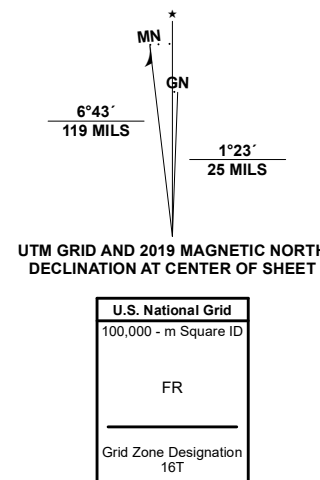 ★
MN
GN
6°43´
119 MILS
1°23´
25 MILS
UTM GRID AND 2019 MAGNETIC NORTH
DECLINATION AT CENTER OF SHEET
U.S. National Grid
100,000 - m Square ID
FR
Grid Zone Designation
16T